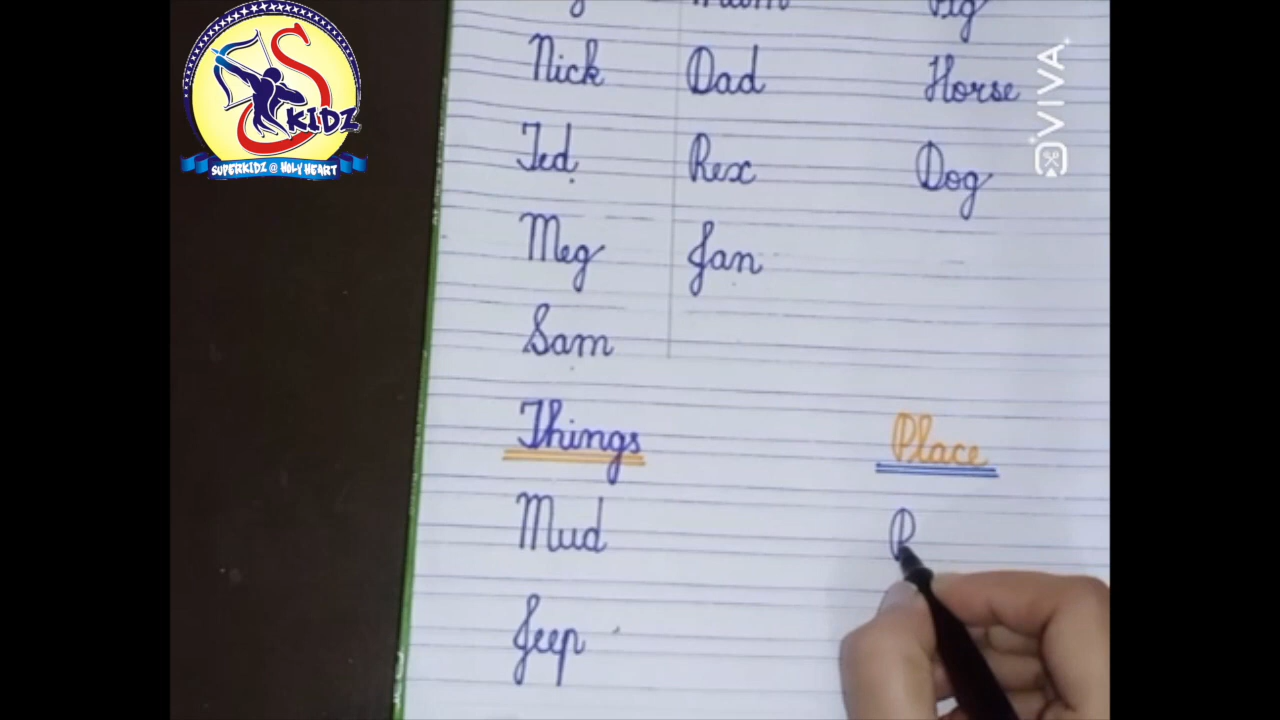 S
KIDZ
SUPERKIDZ @ HOLY HEART
VIVA
Nick Dad Horse
Ted Rex Dog
Meg Jan
Sam
Things Place
Mud P
Jeep